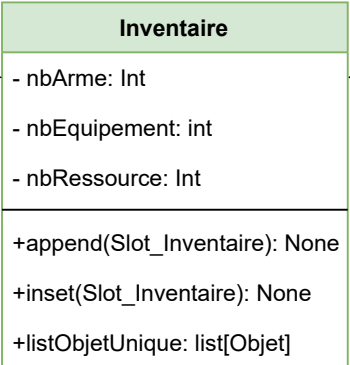 Inventaire
- nbArme: Int
- nbEquipement: int
- nbRessource: Int
+append(Slot_Inventaire): None
+inset(Slot_Inventaire): None
+listObjetUnique: list[Objet]